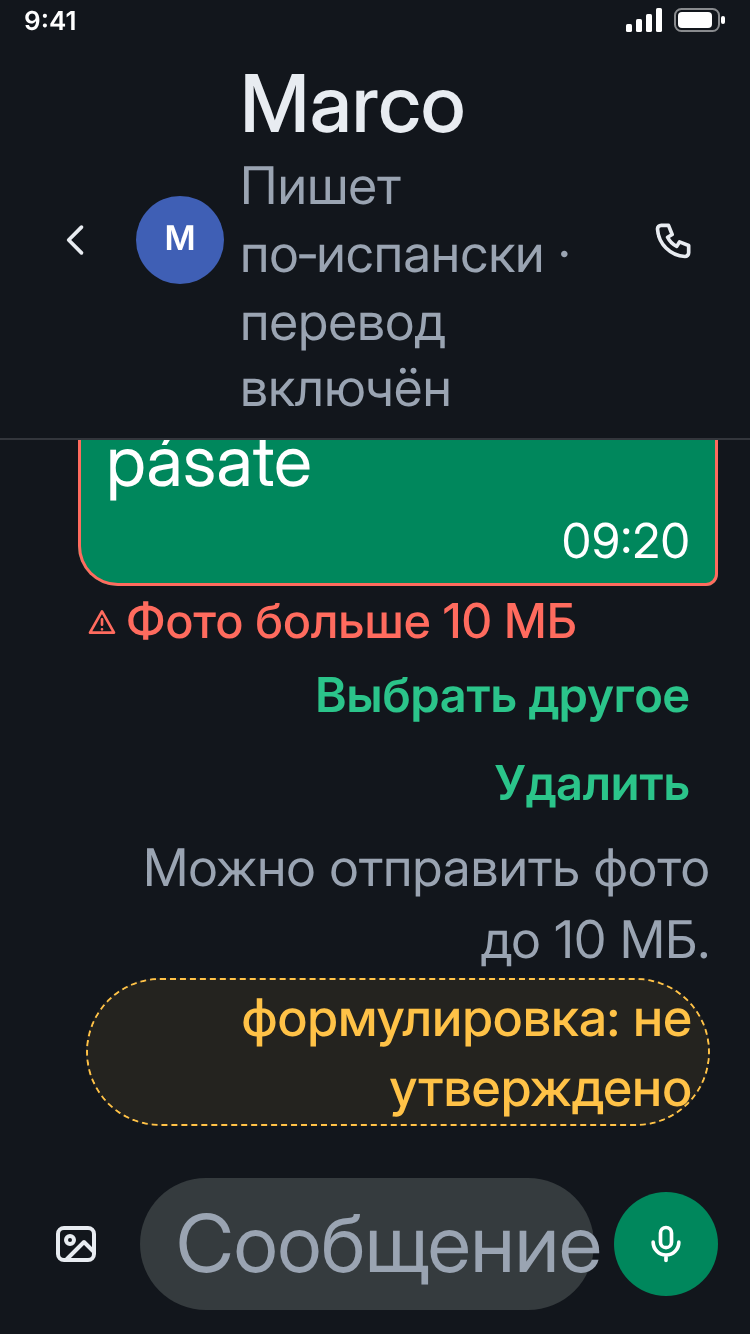 9:41
Marco
M
Пишет
по-испански ·
перевод
включён
pásate
09:20
Фото больше 10 МБ
Выбрать другое
Удалить
Можно отправить фото
до 10 МБ.
формулировка: не
утверждено
Сообщение